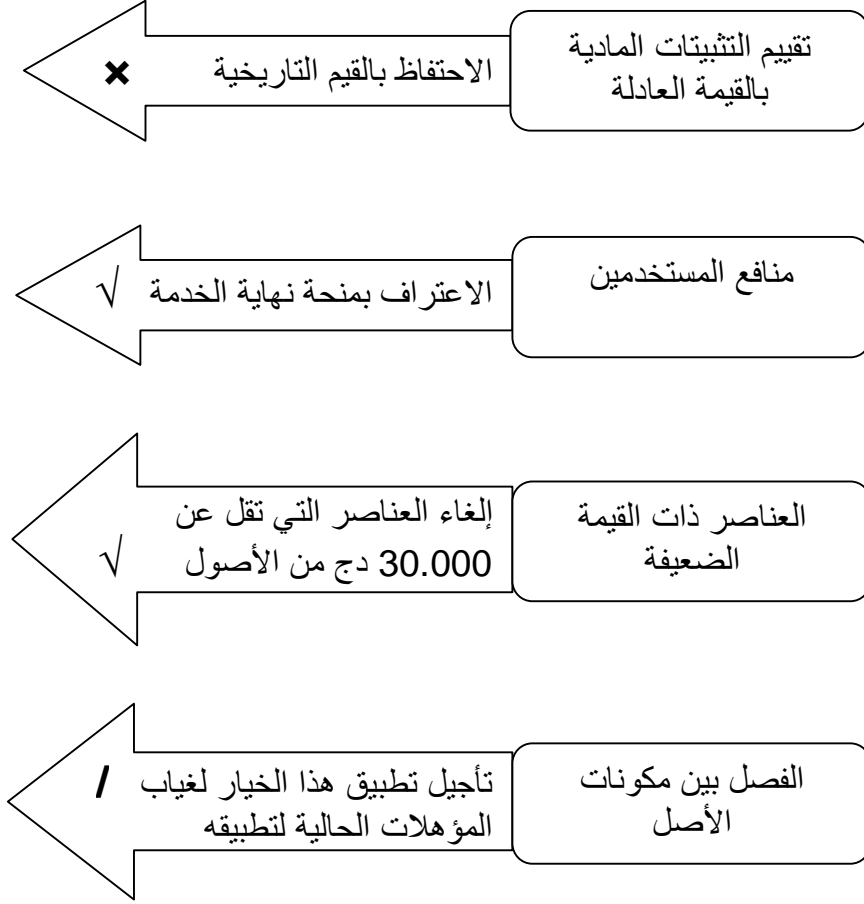 تقييم التثبيتات المادية
بالقيمة العادلة
الاحتفاظ بالقيم التاريخية ×
منافع المستخدمين
الاعتراف بمنحة نهاية الخدمة √
العناصر ذات القيمة
الضعيفة
إلغاء العناصر التي تقل عن
30.000 دج من الأصول √
الفصل بين مكونات
الأصل
تأجيل تطبيق هذا الخيار لغياب /
المؤهلات الحالية لتطبيقه